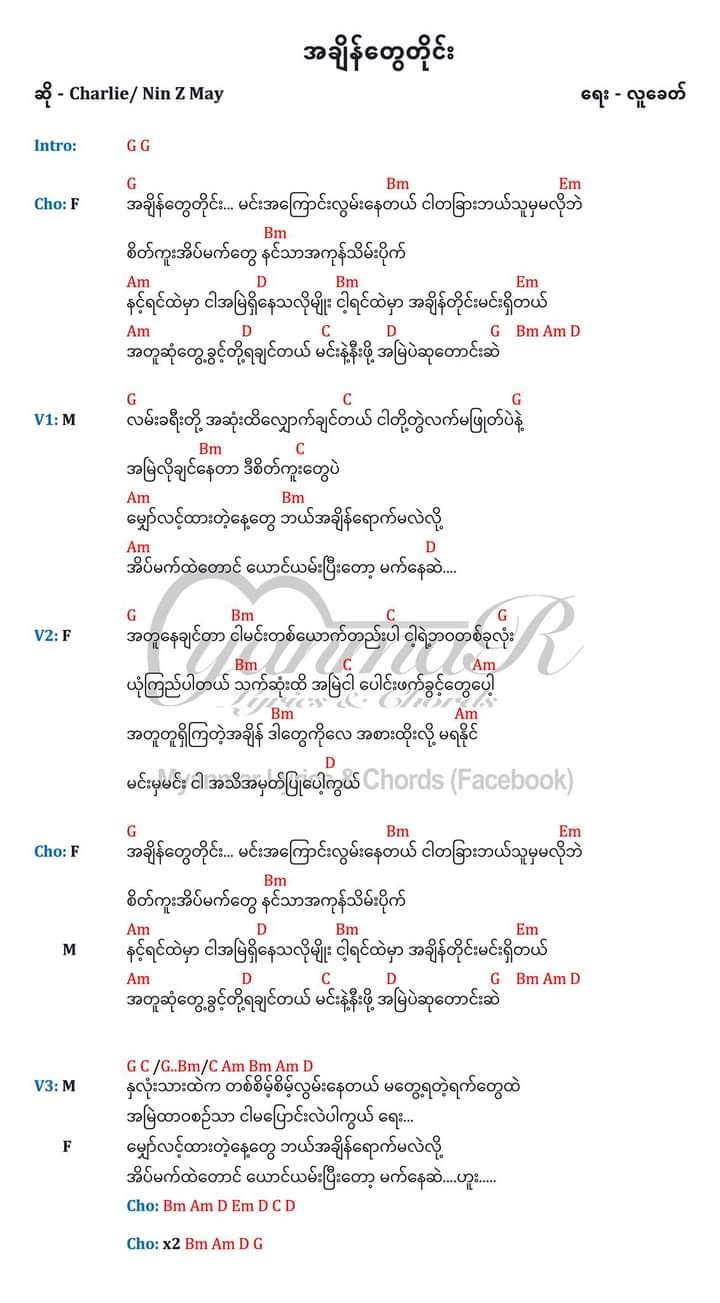 အချိန်တွေတိုင်း
ဆို - Charlie/ Nin Z May ရေး - လူခေတ်
Intro: G G
G Bm Em
Cho: F အချိန်တွေတိုင်း... မင်းအကြောင်းလွမ်းနေတယ် ငါတခြားဘယ်သူမှမလိုဘဲ
Bm
စိတ်ကူးအိပ်မက်တွေ နင်သာအကုန်သိမ်းပိုက်
Am D Bm Em
နင့်ရင်ထဲမှာ ငါအမြဲရှိနေသလိုမျိုး ငါ့ရင်ထဲမှာ အချိန်တိုင်းမင်းရှိတယ်
Am D C D G Bm Am D
အတူဆုံတွေ့ခွင့်တို့ရချင်တယ် မင်းနဲ့နီးဖို့ အမြဲပဲဆုတောင်းဆဲ
G C G
V1: M လမ်းခရီးတို့ အဆုံးထိလျှောက်ချင်တယ် ငါတို့တွဲလက်မဖြုတ်ပဲနဲ့
Bm C
အမြဲလိုချင်နေတာ ဒီစိတ်ကူးတွေပဲ
Am Bm
မျှော်လင့်ထားတဲ့နေ့တွေ ဘယ်အချိန်ရောက်မလဲလို့
Am D
အိပ်မက်ထဲတောင် ယောင်ယမ်းပြီးတော့ မက်နေဆဲ....
G Bm C G
V2: F အတူနေချင်တာ ငါမင်းတစ်ယောက်တည်းပါ ငါ့ရဲ့ဘဝတစ်ခုလုံး
Bm C Am
ယုံကြည်ပါတယ် သက်ဆုံးထိ အမြဲငါ ပေါင်းဖက်ခွင့်တွေပေါ့
Bm Am
အတူတူရှိကြတဲ့အချိန် ဒါတွေကိုလေ အစားထိုးလို့ မရနိုင်
D
မင်းမှမင်း ငါ အသိအမှတ်ပြုပေါ့ကွယ်
MyanmaR
Lyrics & Chords
Myanmar Lyrics & Chords (Facebook)
G Bm Em
Cho: F အချိန်တွေတိုင်း... မင်းအကြောင်းလွမ်းနေတယ် ငါတခြားဘယ်သူမှမလိုဘဲ
Bm
စိတ်ကူးအိပ်မက်တွေ နင်သာအကုန်သိမ်းပိုက်
Am D Bm Em
M နင့်ရင်ထဲမှာ ငါအမြဲရှိနေသလိုမျိုး ငါ့ရင်ထဲမှာ အချိန်တိုင်းမင်းရှိတယ်
Am D C D G Bm Am D
အတူဆုံတွေ့ခွင့်တို့ရချင်တယ် မင်းနဲ့နီးဖို့ အမြဲပဲဆုတောင်းဆဲ
G C /G..Bm/C Am Bm Am D
V3: M နှလုံးသားထဲက တစ်စိမ့်စိမ့်လွမ်းနေတယ် မတွေ့ရတဲ့ရက်တွေထဲ
အမြဲထာဝစဉ်သာ ငါမပြောင်းလဲပါကွယ် ရေး...
F မျှော်လင့်ထားတဲ့နေ့တွေ ဘယ်အချိန်ရောက်မလဲလို့
အိပ်မက်ထဲတောင် ယောင်ယမ်းပြီးတော့ မက်နေဆဲ....ဟူး.....
Cho: Bm Am D Em D C D
Cho: x2 Bm Am D G